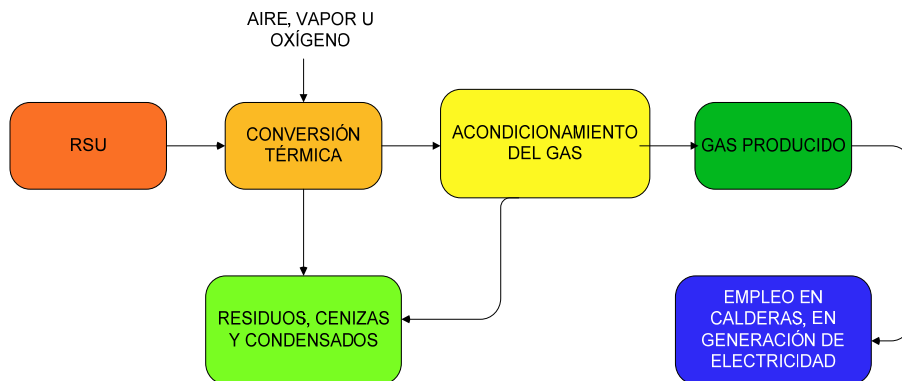 AIRE, VAPOR U
OXÍGENO
RSU
CONVERSIÓN
TÉRMICA
ACONDICIONAMIENTO
DEL GAS
GAS PRODUCIDO
RESIDUOS, CENIZAS
Y CONDENSADOS
EMPLEO EN
CALDERAS, EN
GENERACIÓN DE
ELECTRICIDAD